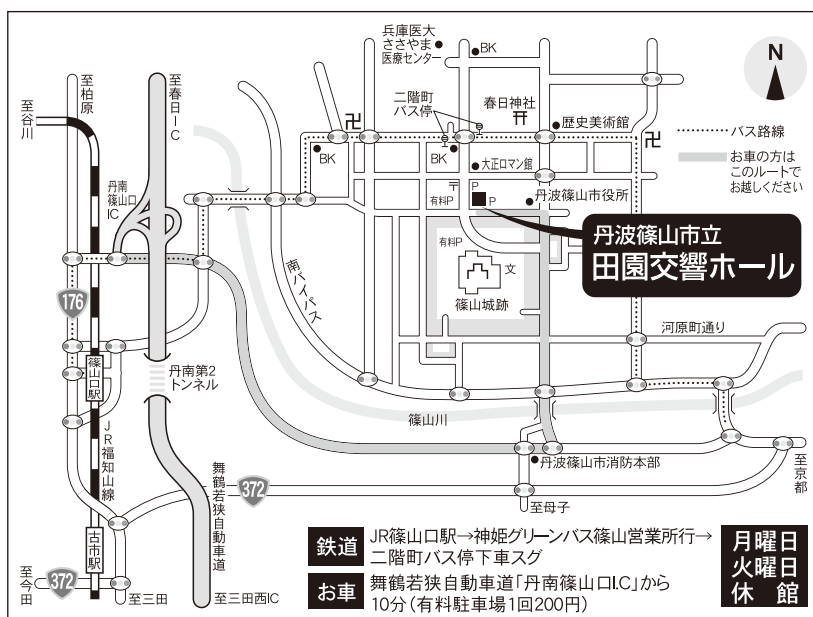 兵庫医大
ささやま
医療センター
BK
N
至柏原
至春日IC
至谷川
二階町
バス停
春日神社
歴史美術館
バス路線
お車の方は
このルートで
お越しください
BK
BK
大正ロマン館
丹南
篠山口
IC
〒
P
P
有料P
丹波篠山市役所
丹波篠山市立
田園交響ホール
有料P
文
篠山城跡
南バイパス
176
河原町通り
篠山口駅
丹南第2
トンネル
篠山川
JR福知山線
丹波篠山市消防本部
至京都
舞鶴若狭自動車道
372
至母子
古市駅
至今田
372
至三田
至三田西IC
鉄道
JR篠山口駅→神姫グリーンバス篠山営業所行→
二階町バス停下車スグ
お車
舞鶴若狭自動車道「丹南篠山口I.C」から
10分(有料駐車場1回200円)
月曜日
火曜日
休館